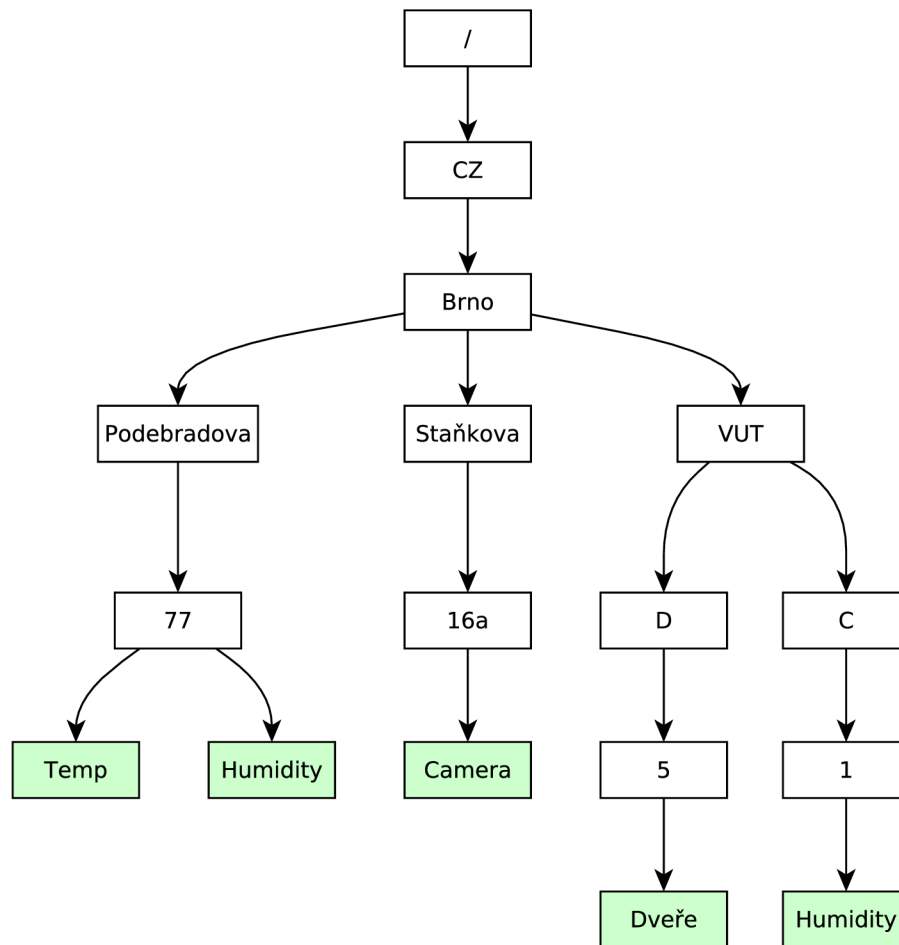 /
CZ
Brno
Podebradova
Staňkova
VUT
77
16a
D
C
Temp
Humidity
Camera
5
1
Dveře
Humidity